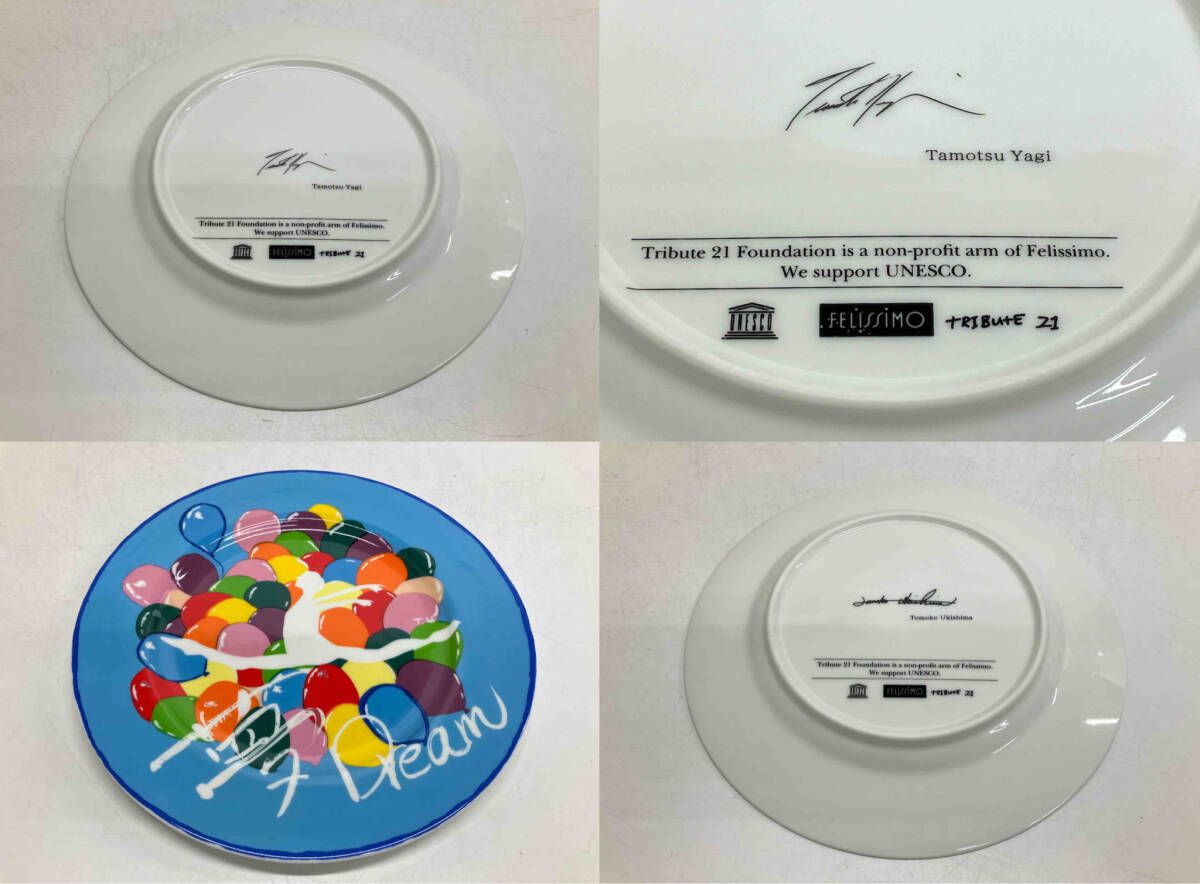 Tamotsu Yagi
Tribute 21 Foundation is a non-profit arm of Felissimo.
We support UNESCO.
UNESCO FELISSIMO TRIBUTE 21
Tamotsu Yagi
Tribute 21 Foundation is a non-profit arm of Felissimo.
We support UNESCO.
UNESCO FELISSIMO TRIBUTE 21
Dream
Tomoko Ukishima
Tribute 21 Foundation is a non-profit arm of Felissimo.
We support UNESCO.
UNESCO FELISSIMO TRIBUTE 21